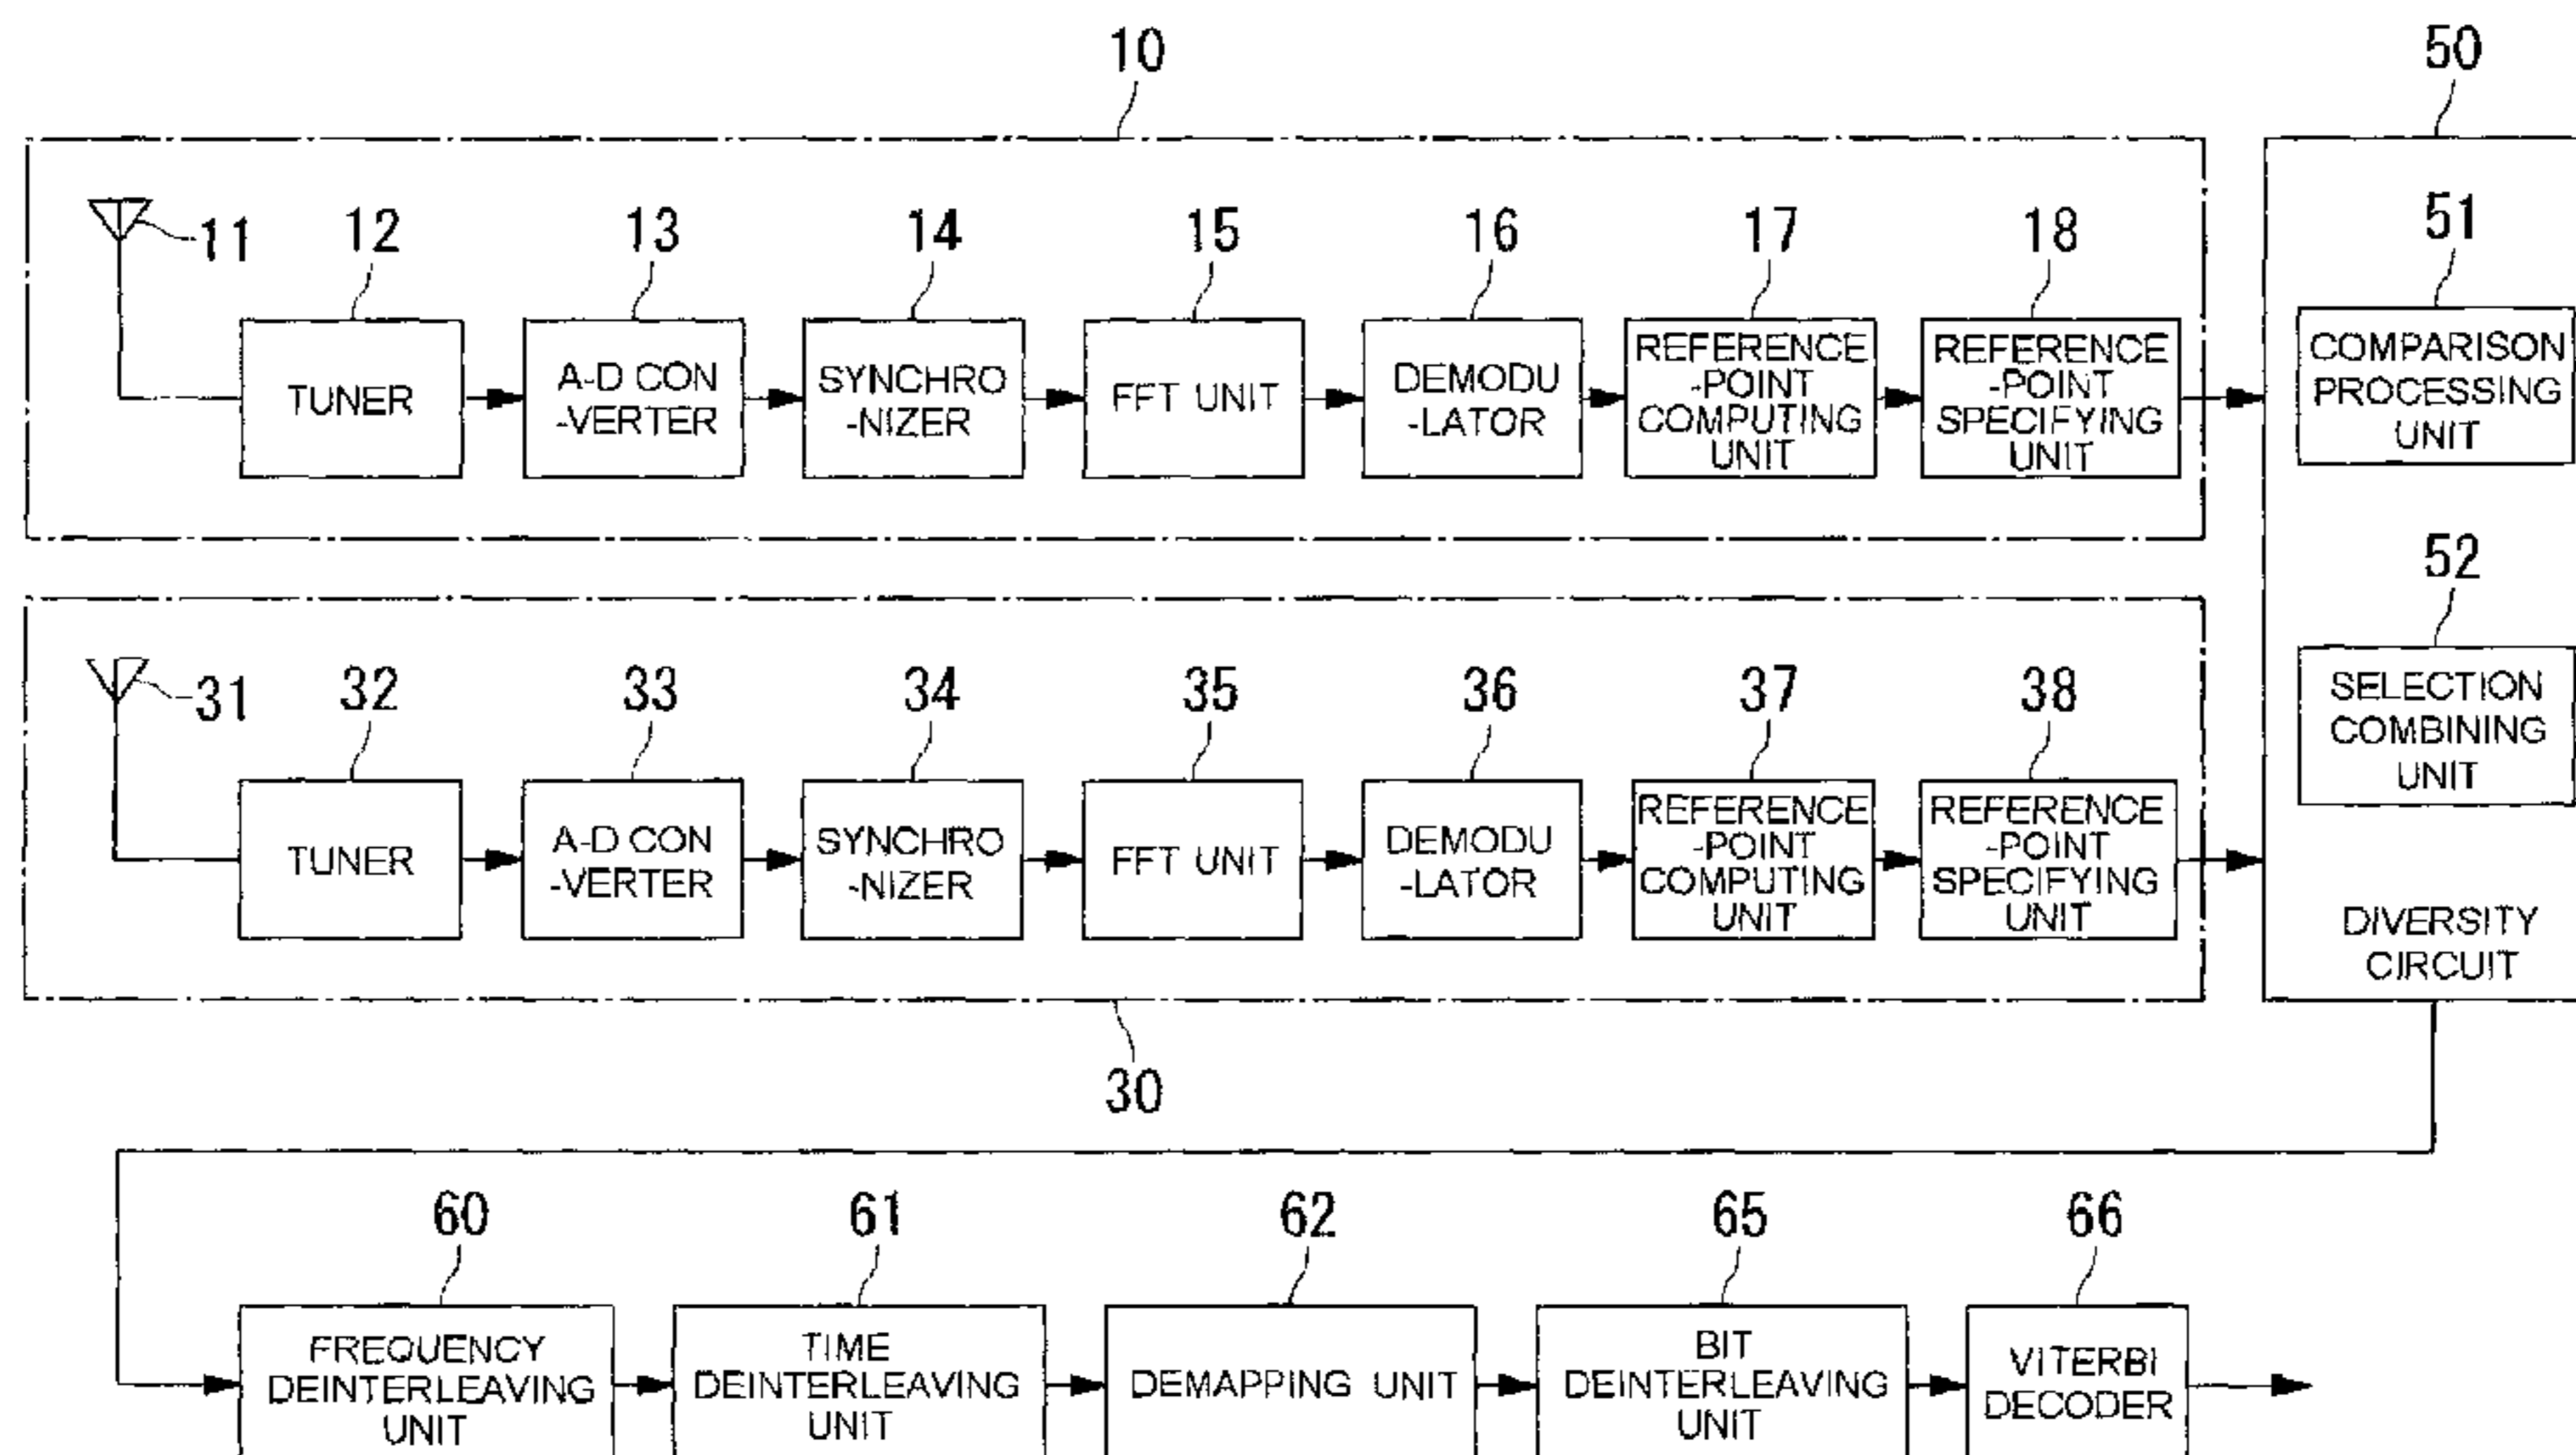 10
50
11
12
13
14
15
16
17
18
51
TUNER
A-D CON
-VERTER
SYNCHRO
-NIZER
FFT UNIT
DEMODU
-LATOR
REFERENCE
-POINT
COMPUTING
UNIT
REFERENCE
-POINT
SPECIFYING
UNIT
COMPARISON
PROCESSING
UNIT
52
SELECTION
COMBINING
UNIT
31
32
33
34
35
36
37
38
TUNER
A-D CON
-VERTER
SYNCHRO
-NIZER
FFT UNIT
DEMODU
-LATOR
REFERENCE
-POINT
COMPUTING
UNIT
REFERENCE
-POINT
SPECIFYING
UNIT
DIVERSITY
CIRCUIT
30
60
61
62
65
66
FREQUENCY
DEINTERLEAVING
UNIT
TIME
DEINTERLEAVING
UNIT
DEMAPPING UNIT
BIT
DEINTERLEAVING
UNIT
VITERBI
DECODER